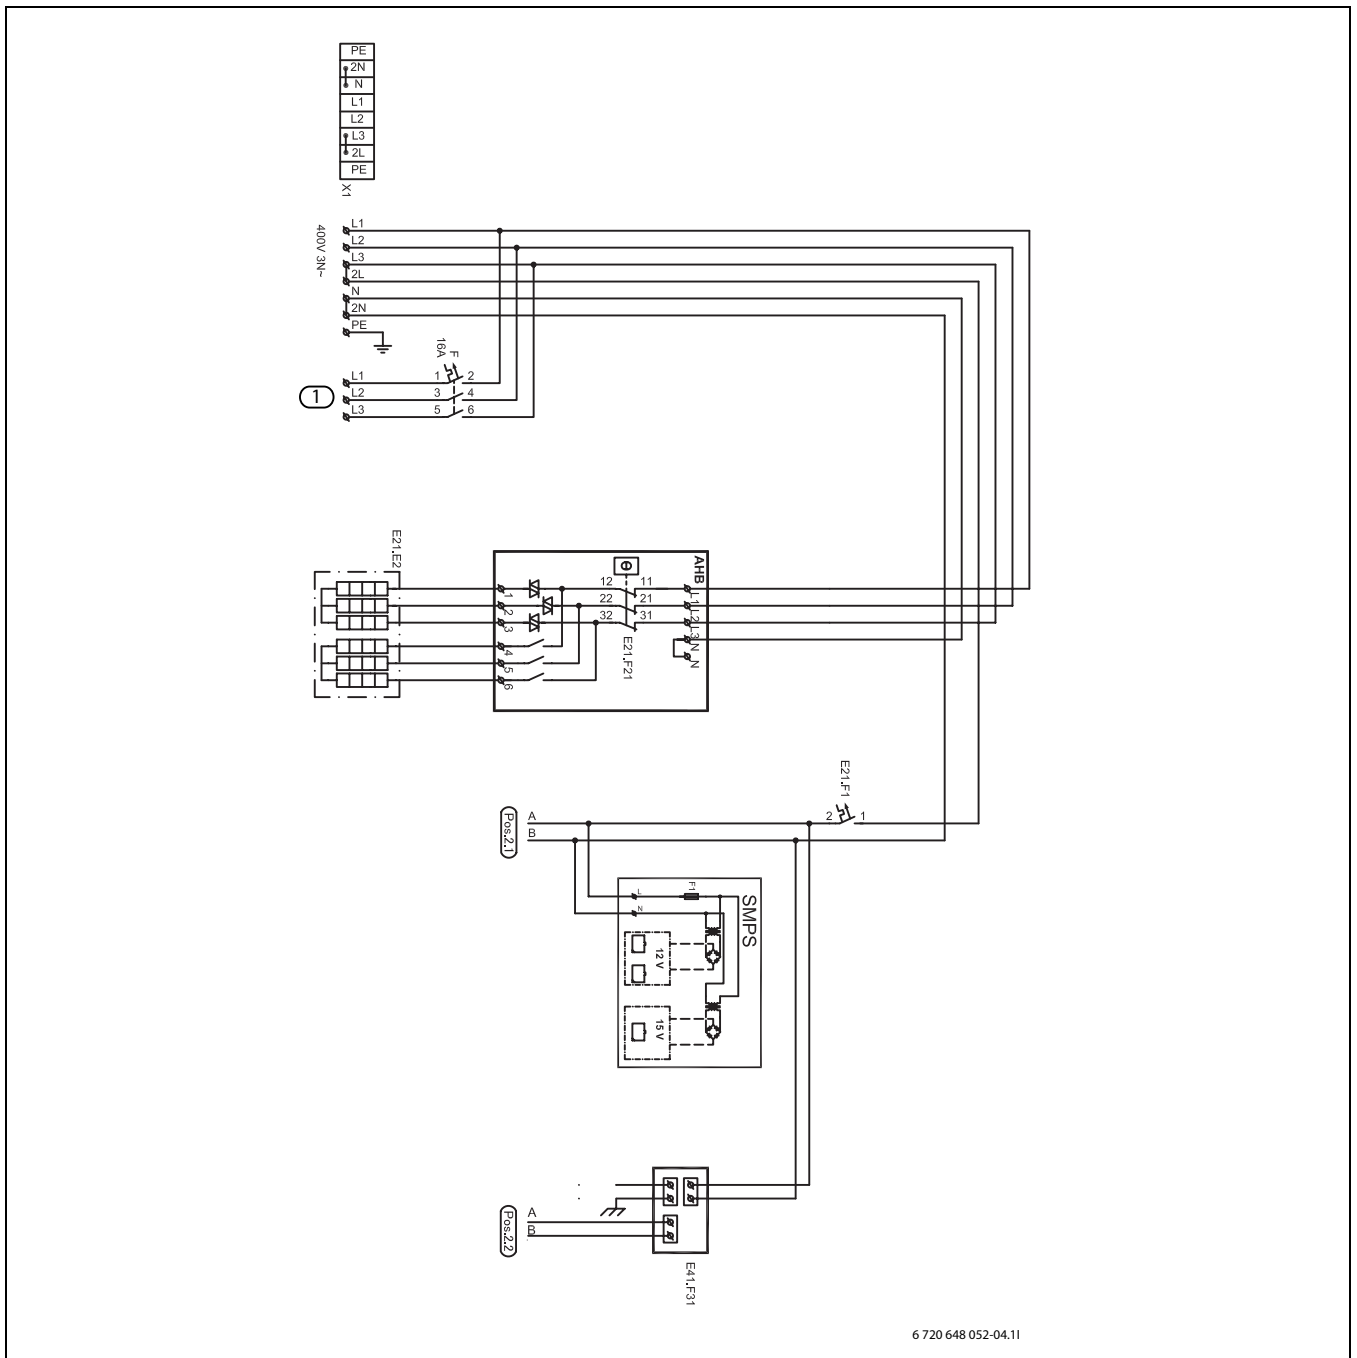 PE
2N
N
L1
L2
L3
2L
PE
X1
400V 3N~
L1
L2
L3
2L
N
2N
PE
16A
F
1
L1
1
2
L2
3
4
L3
5
6
E21.E2
AHB
12
11
22
21
32
31
1
2
3
4
5
6
L1
L2
L3
N
N
E21.F21
E21.F1
Pos.2.1
A
2
1
B
SMPS
L
F1
N
12 V
15 V
Pos.2.2
A
B
E41.F31
6 720 648 052-04.1I